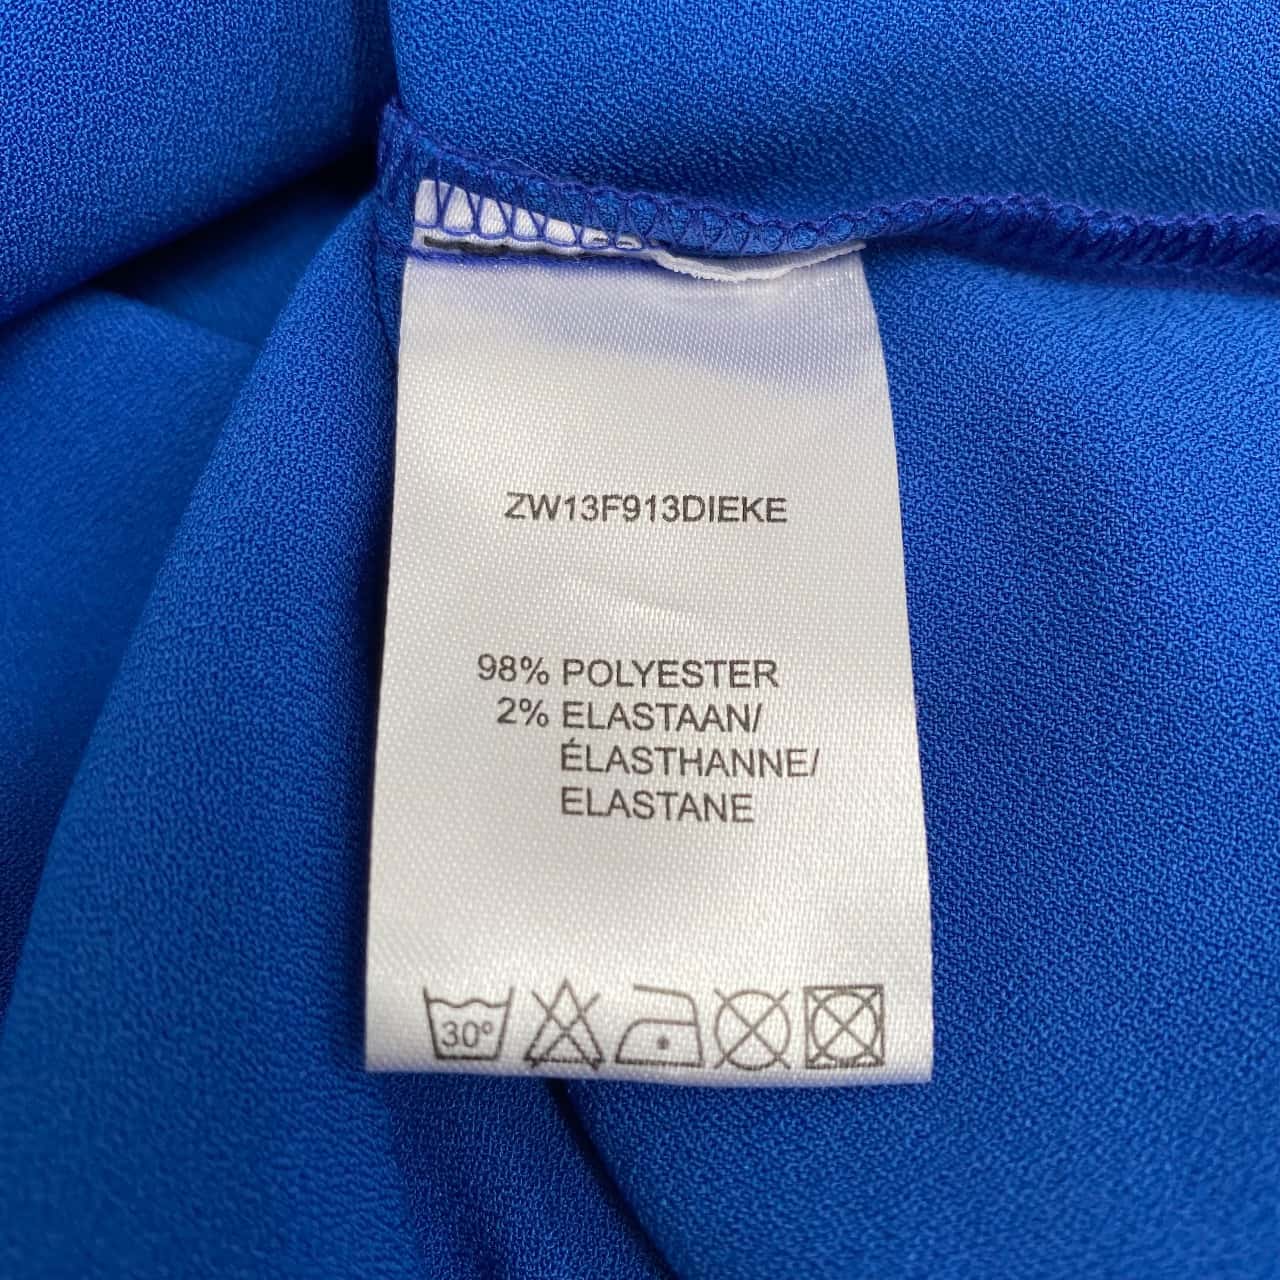 ZW13F913DIEKE
98% POLYESTER
2% ELASTAAN/
ÉLASTHANNE/
ELASTANE
30°